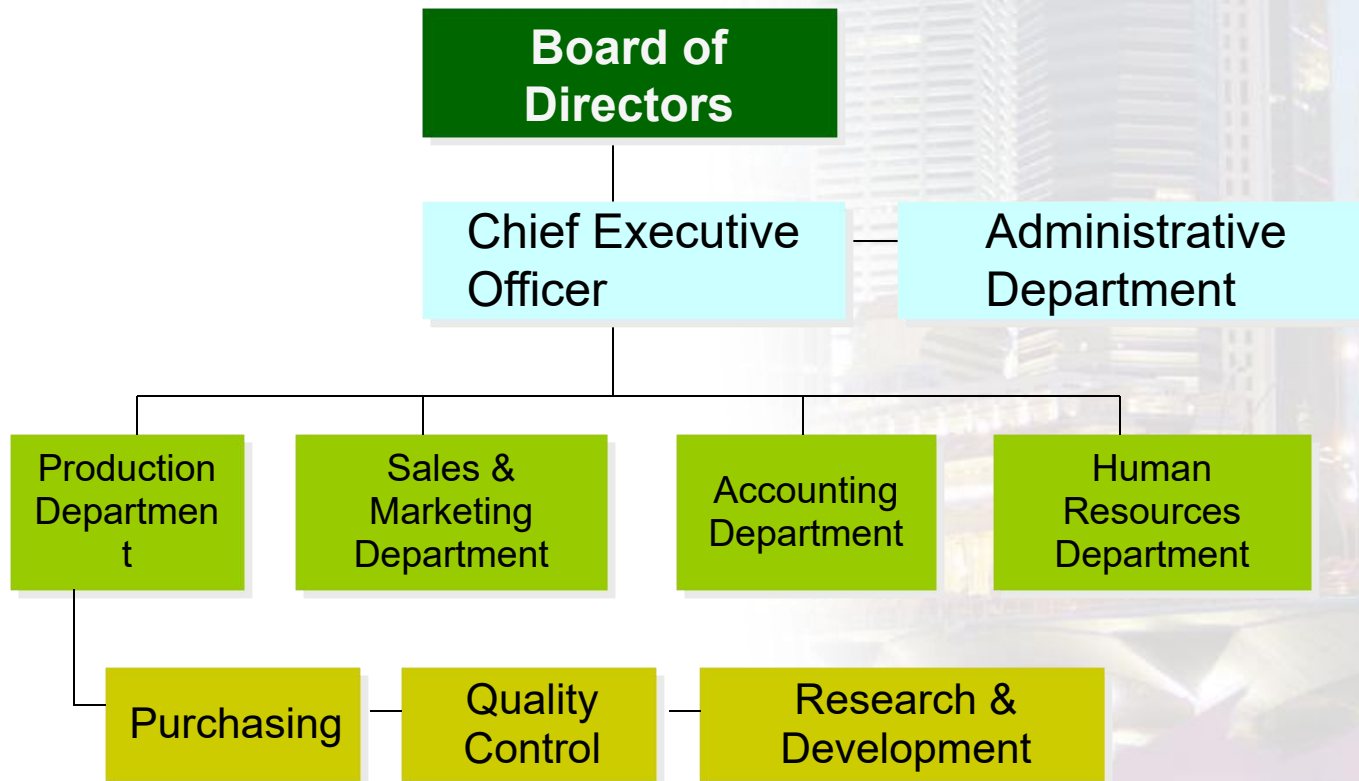 Board of
Directors
Chief Executive
Officer
Administrative
Department
Production
Departmen
t
Sales &
Marketing
Department
Accounting
Department
Human
Resources
Department
Purchasing
Quality
Control
Research &
Development